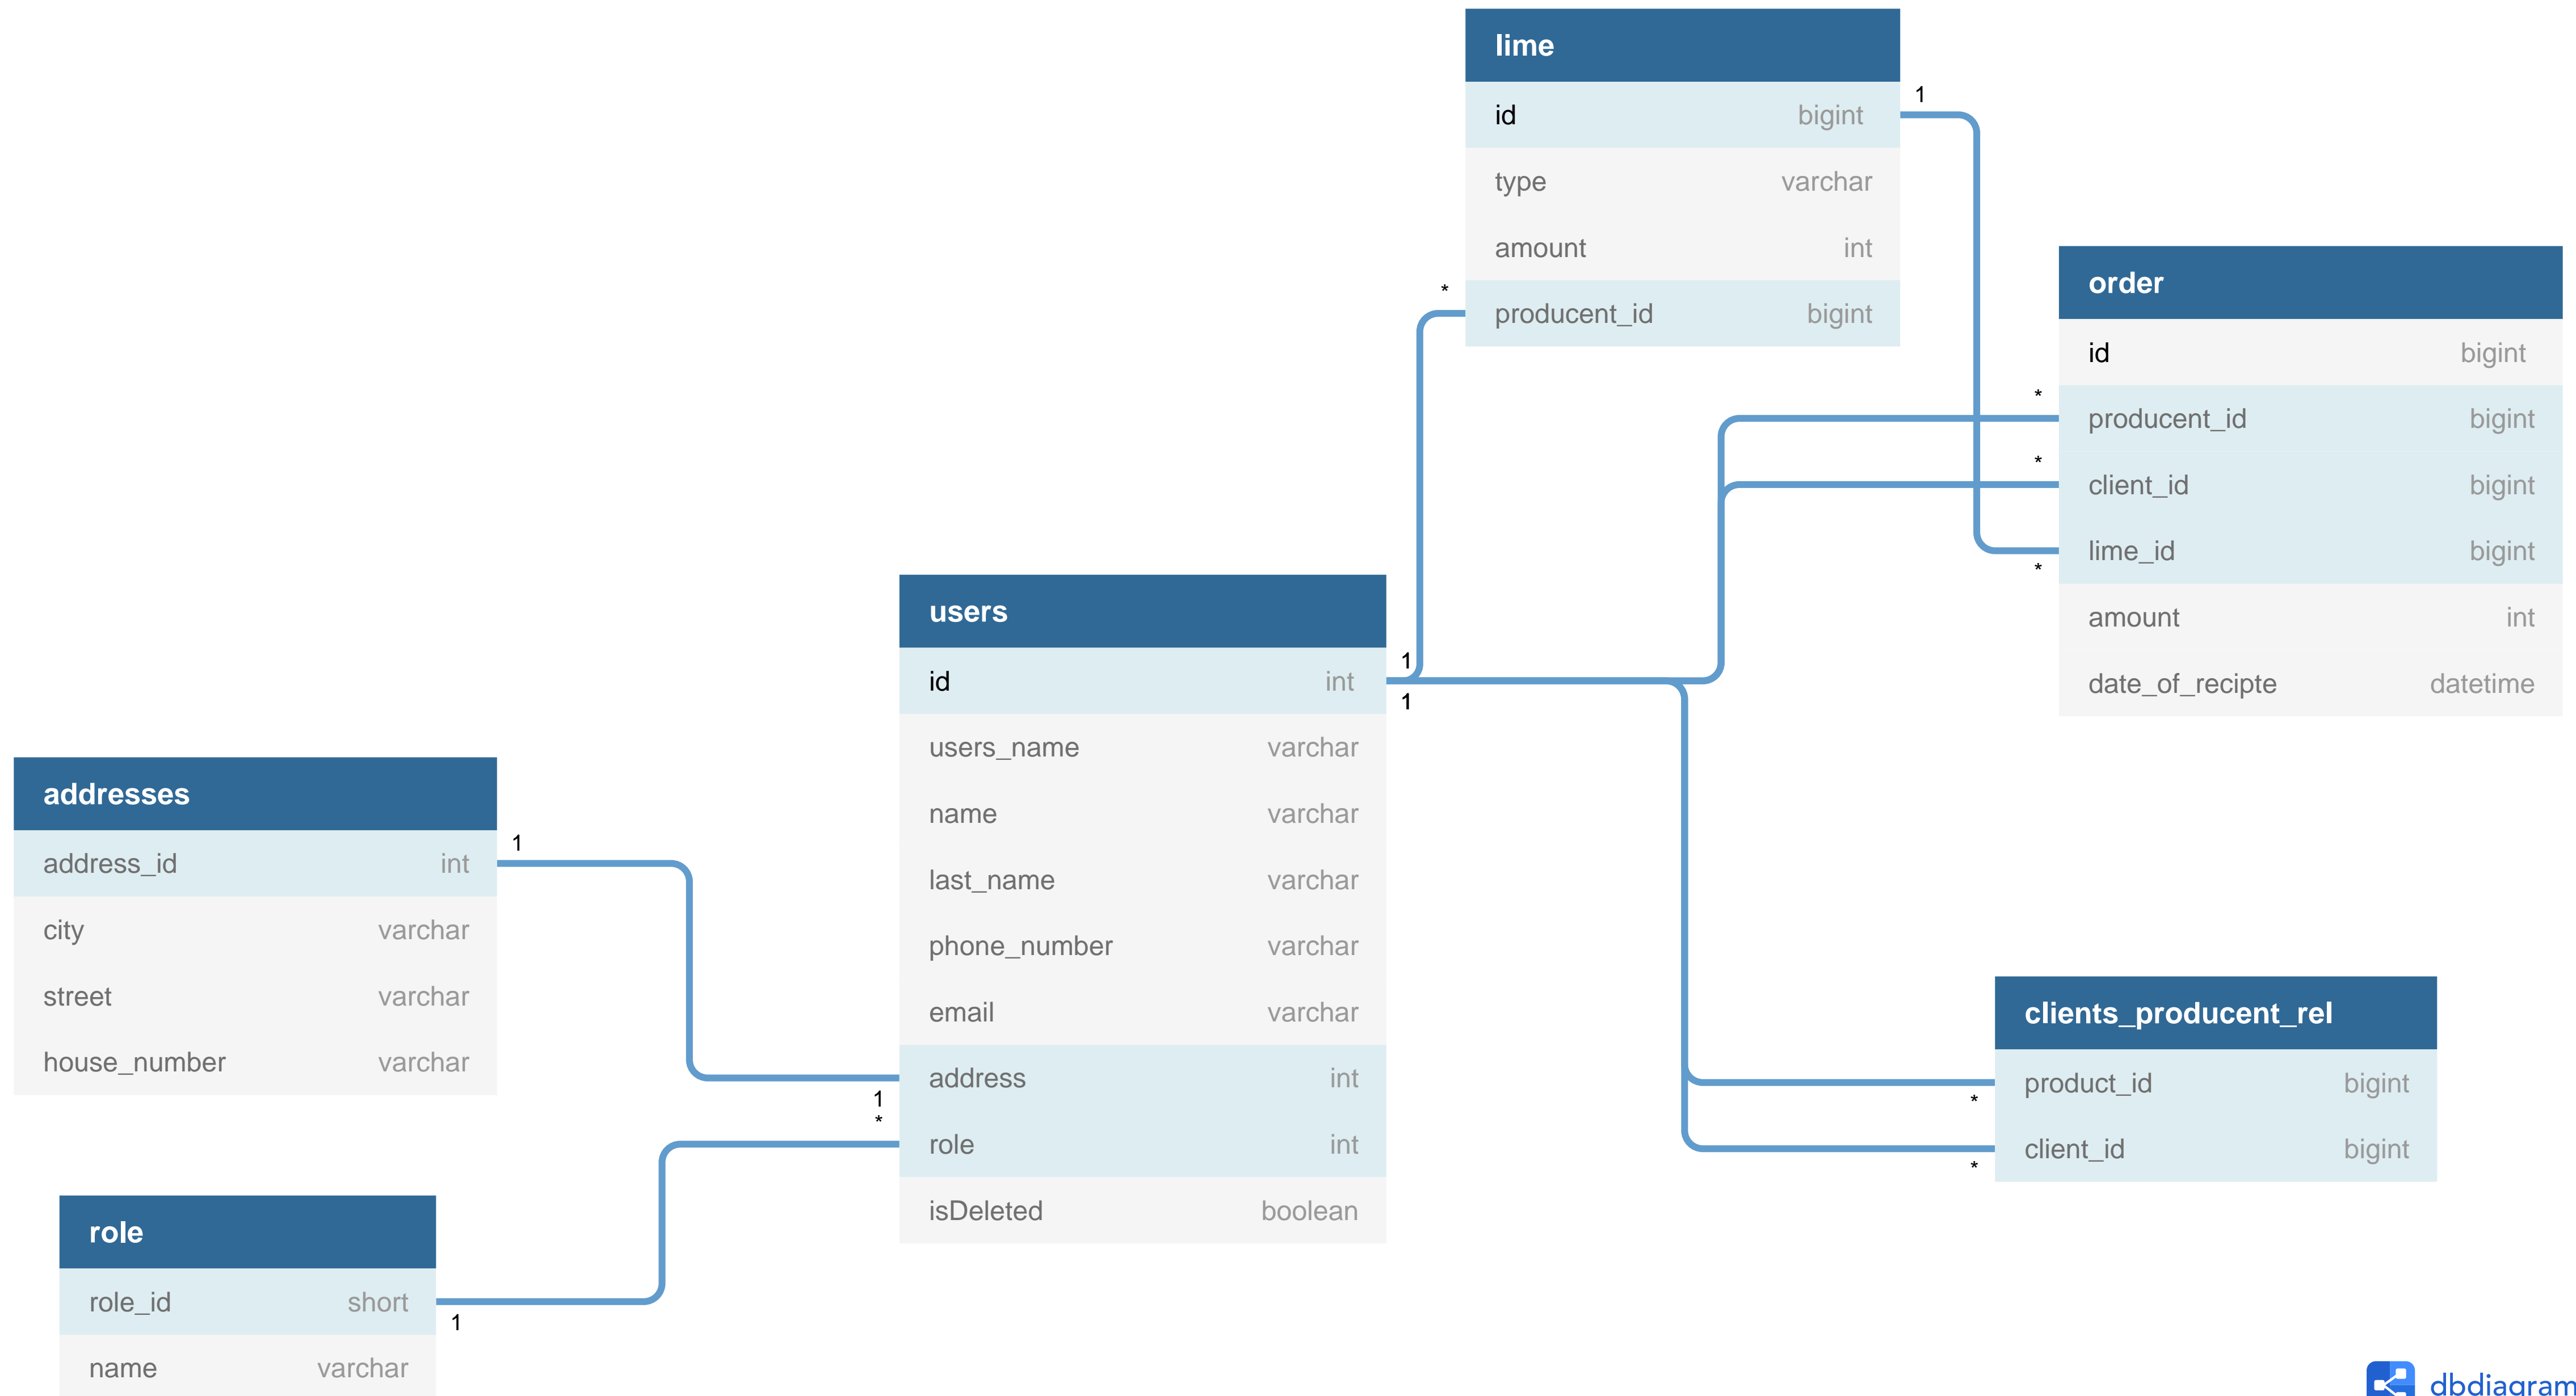 lime
id bigint
type varchar
amount int
producent_id bigint
order
id bigint
producent_id bigint
client_id bigint
lime_id bigint
amount int
date_of_recipte datetime
users
id int
users_name varchar
name varchar
last_name varchar
phone_number varchar
email varchar
address int
role int
isDeleted boolean
addresses
address_id int
city varchar
street varchar
house_number varchar
role
role_id short
name varchar
clients_producent_rel
product_id bigint
client_id bigint
1
*
*
*
*
1
1
1
1
*
1
*
*
dbdiagram